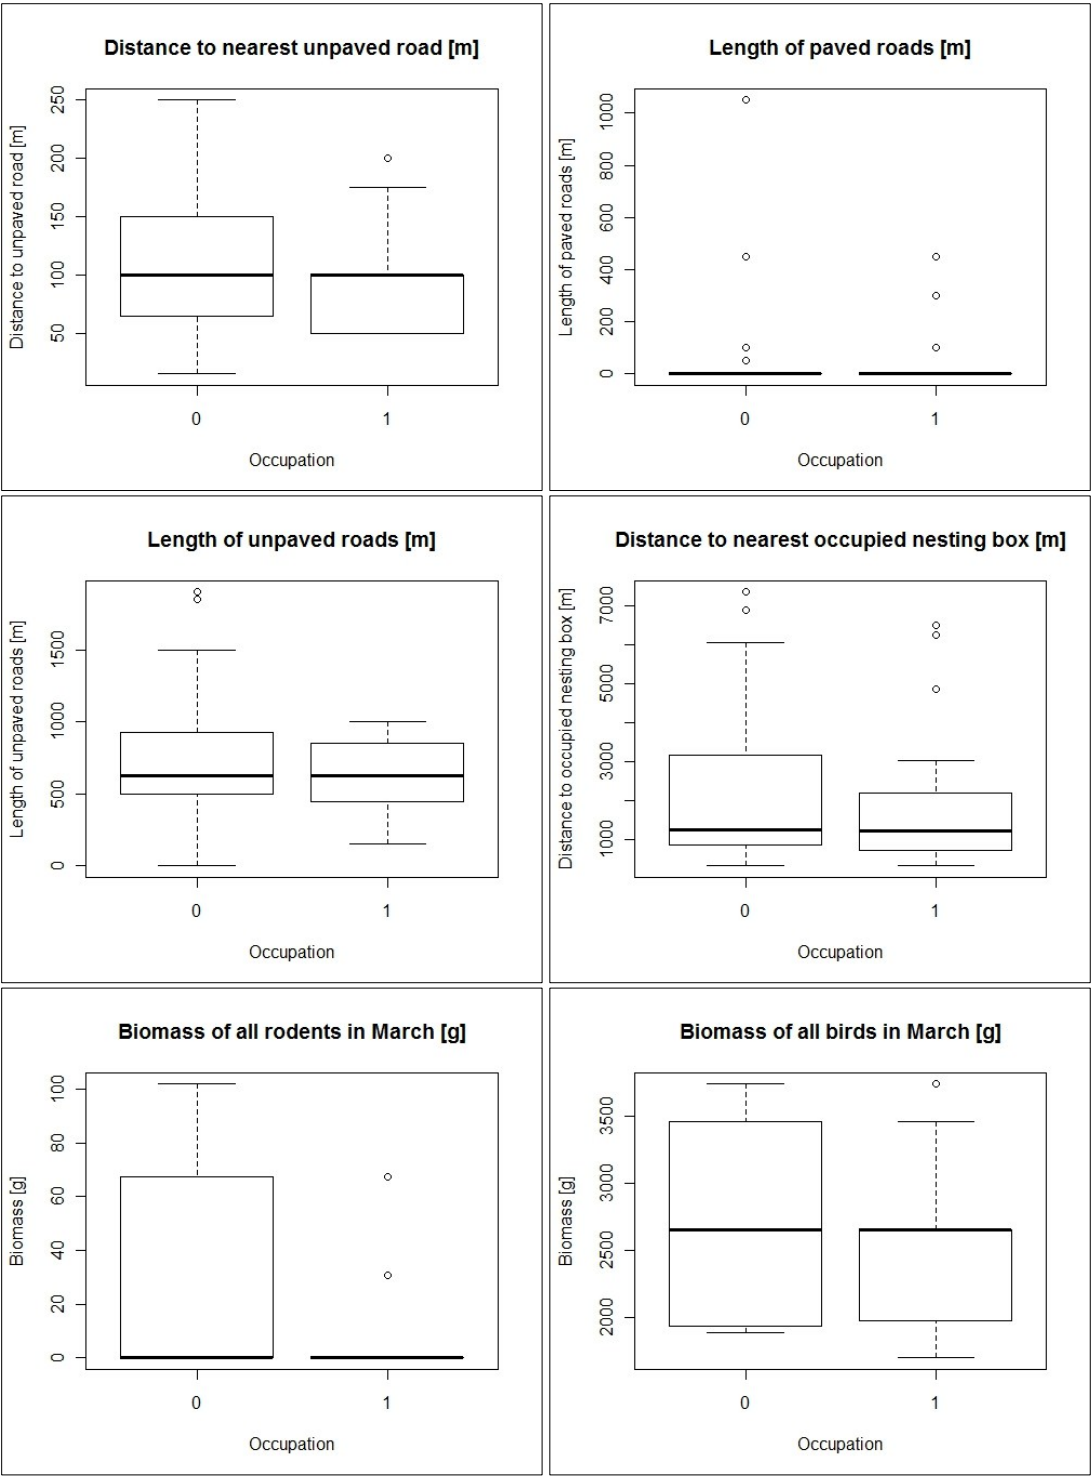 Distance to nearest unpaved road [m]
Distance to unpaved road [m]
250
200
150
100
50
0 1
Occupation
Length of paved roads [m]
Length of paved roads [m]
1000
800
600
400
200
0
0 1
Occupation
Length of unpaved roads [m]
Length of unpaved roads [m]
1500
1000
500
0
0 1
Occupation
Distance to nearest occupied nesting box [m]
Distance to occupied nesting box [m]
7000
5000
3000
1000
0 1
Occupation
Biomass of all rodents in March [g]
Biomass [g]
100
80
60
40
20
0
0 1
Occupation
Biomass of all birds in March [g]
Biomass [g]
3500
3000
2500
2000
0 1
Occupation